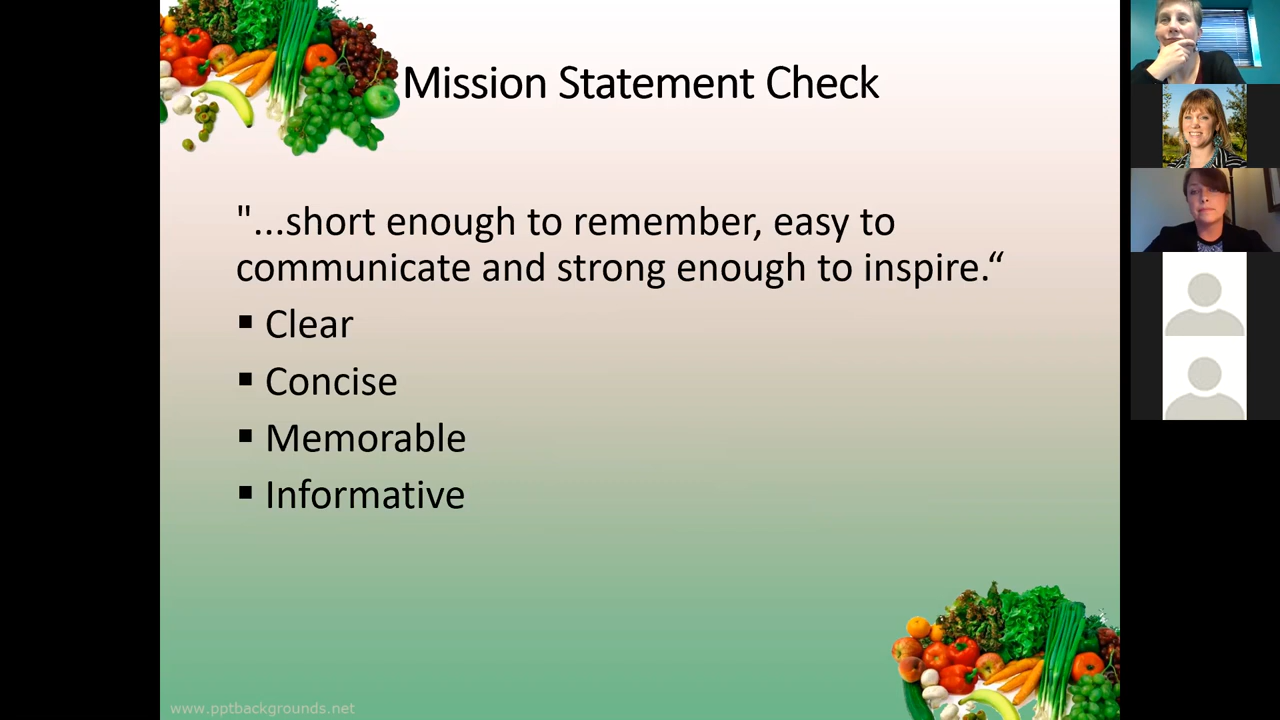 Mission Statement Check
"...short enough to remember, easy to
communicate and strong enough to inspire.“
▪ Clear
▪ Concise
▪ Memorable
▪ Informative
www.pptbackgrounds.net